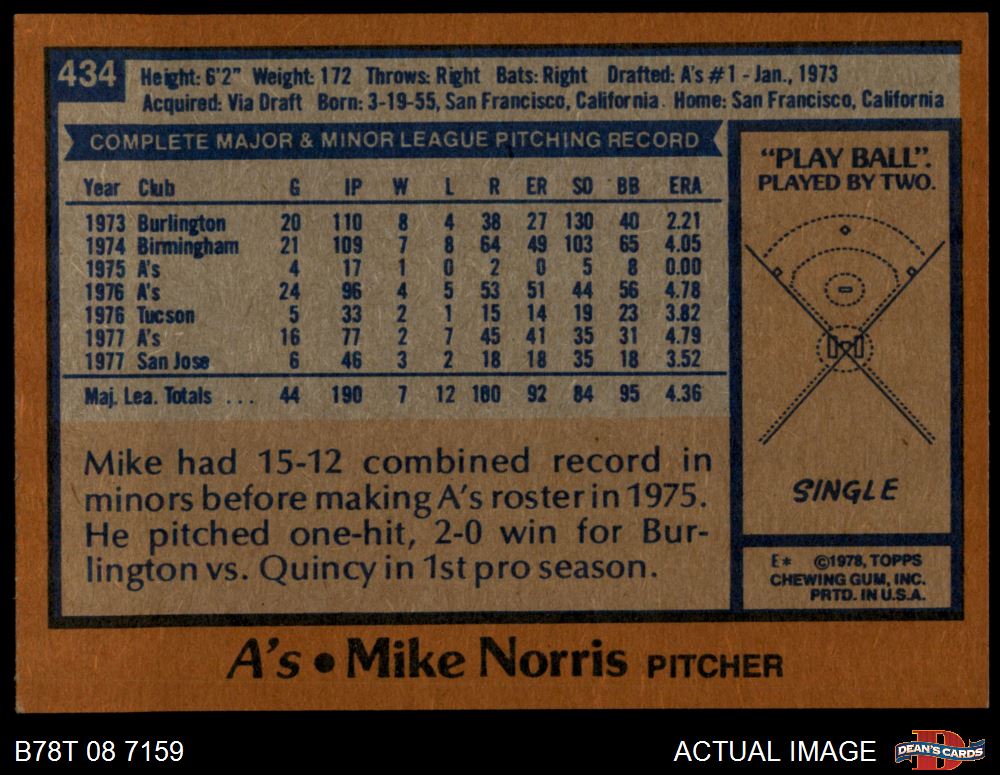 434
Height: 6'2" Weight: 172 Throws: Right Bats: Right Drafted: A's #1 - Jan., 1973
Acquired: Via Draft Born: 3-19-55, San Francisco, California. Home: San Francisco, California
COMPLETE MAJOR & MINOR LEAGUE PITCHING RECORD
Year Club G IP W L R ER SO BB ERA
1973 Burlington 20 110 8 4 38 27 130 40 2.21
1974 Birmingham 21 109 7 8 64 49 103 65 4.05
1975 A's 4 17 1 0 2 0 5 8 0.00
1976 A's 24 96 4 5 53 51 44 56 4.78
1976 Tucson 5 33 2 1 15 14 19 23 3.82
1977 A's 16 77 2 7 45 41 35 31 4.79
1977 San Jose 6 46 3 2 18 18 35 18 3.52
Maj. Lea. Totals ... 44 190 7 12 100 92 84 95 4.36
Mike had 15-12 combined record in
minors before making A's roster in 1975.
He pitched one-hit, 2-0 win for Bur-
lington vs. Quincy in 1st pro season.
"PLAY BALL".
PLAYED BY TWO.
SINGLE
E* ©1978, TOPPS
CHEWING GUM, INC.
PRTD. IN U.S.A.
A's • Mike Norris PITCHER
B78T 08 7159
ACTUAL IMAGE
D
DEAN'S CARDS